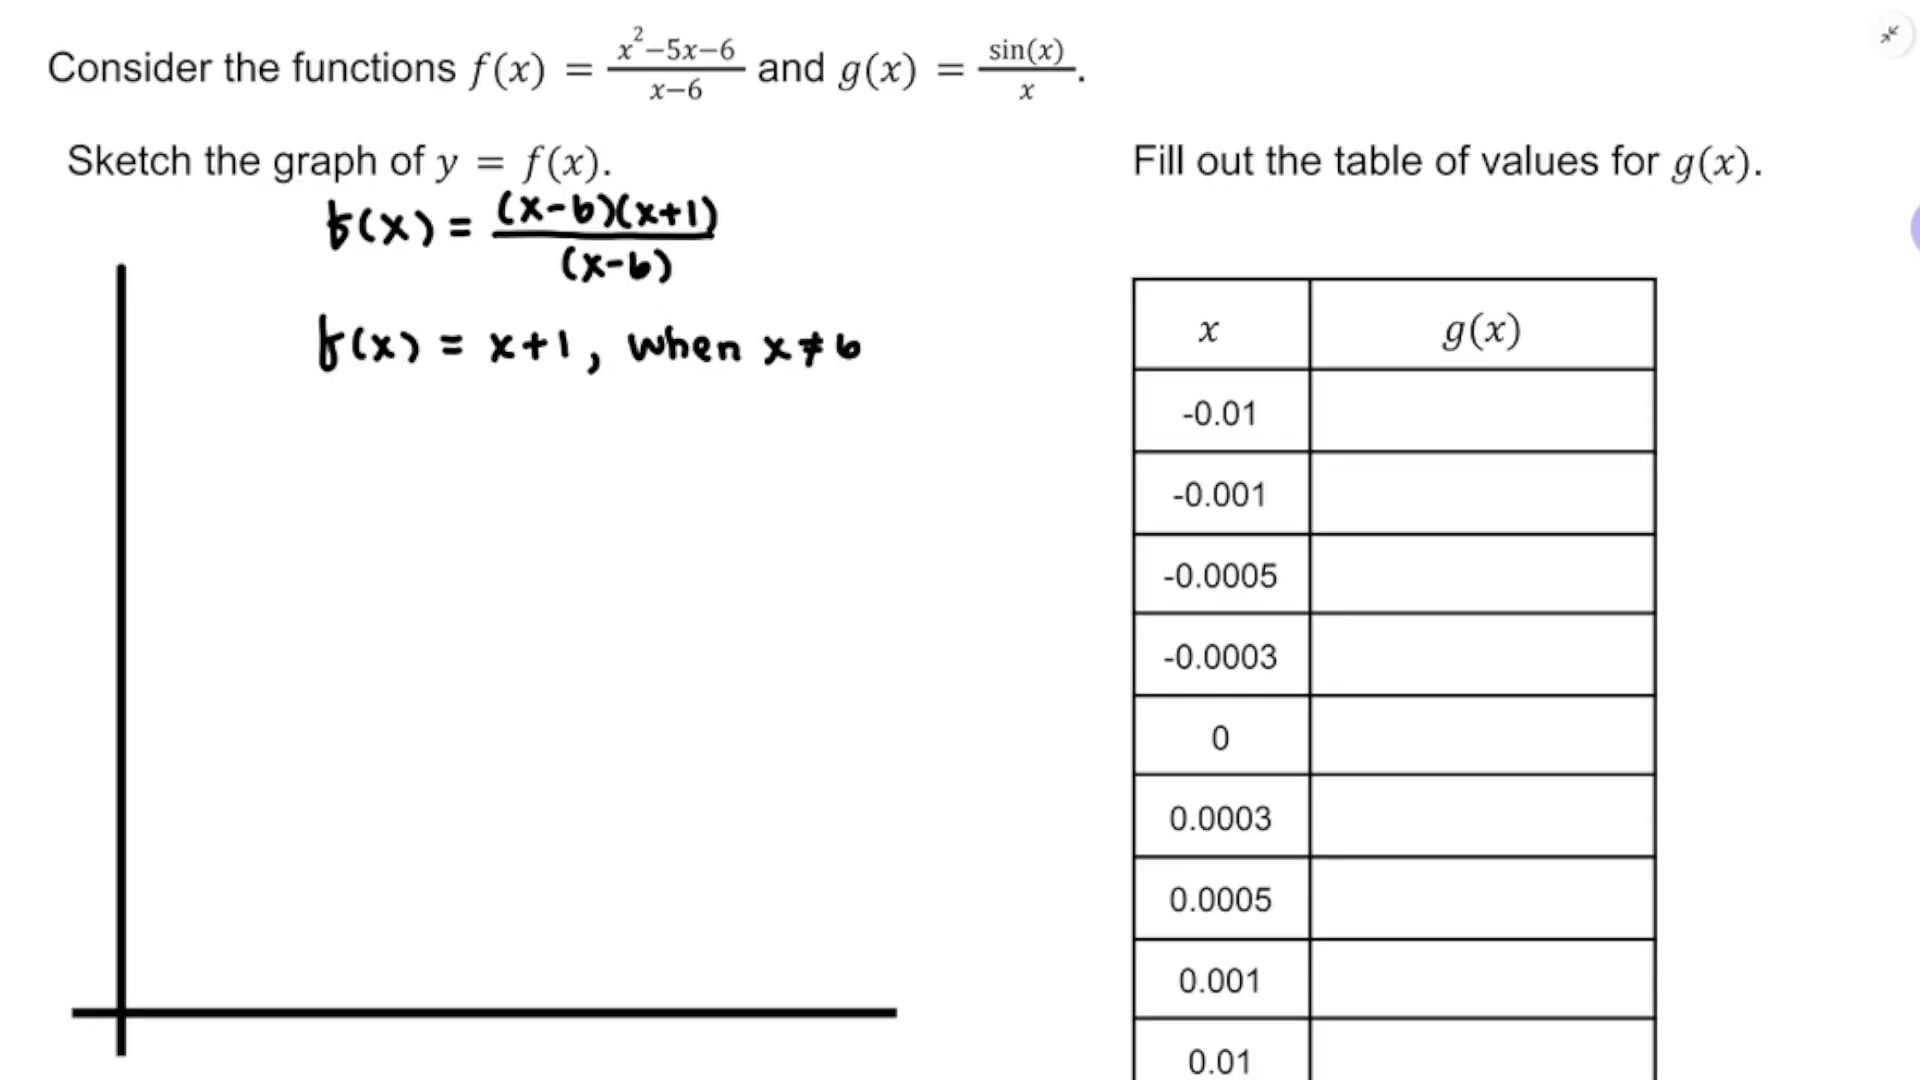 Consider the functions f(x) = (x²−5x−6)/(x−6) and g(x) = sin(x)/x.
Sketch the graph of y = f(x).
f(x) = (x-6)(x+1)/(x-6)
f(x) = x+1, when x≠6
Fill out the table of values for g(x).
x g(x)
-0.01
-0.001
-0.0005
-0.0003
0
0.0003
0.0005
0.001
0.01